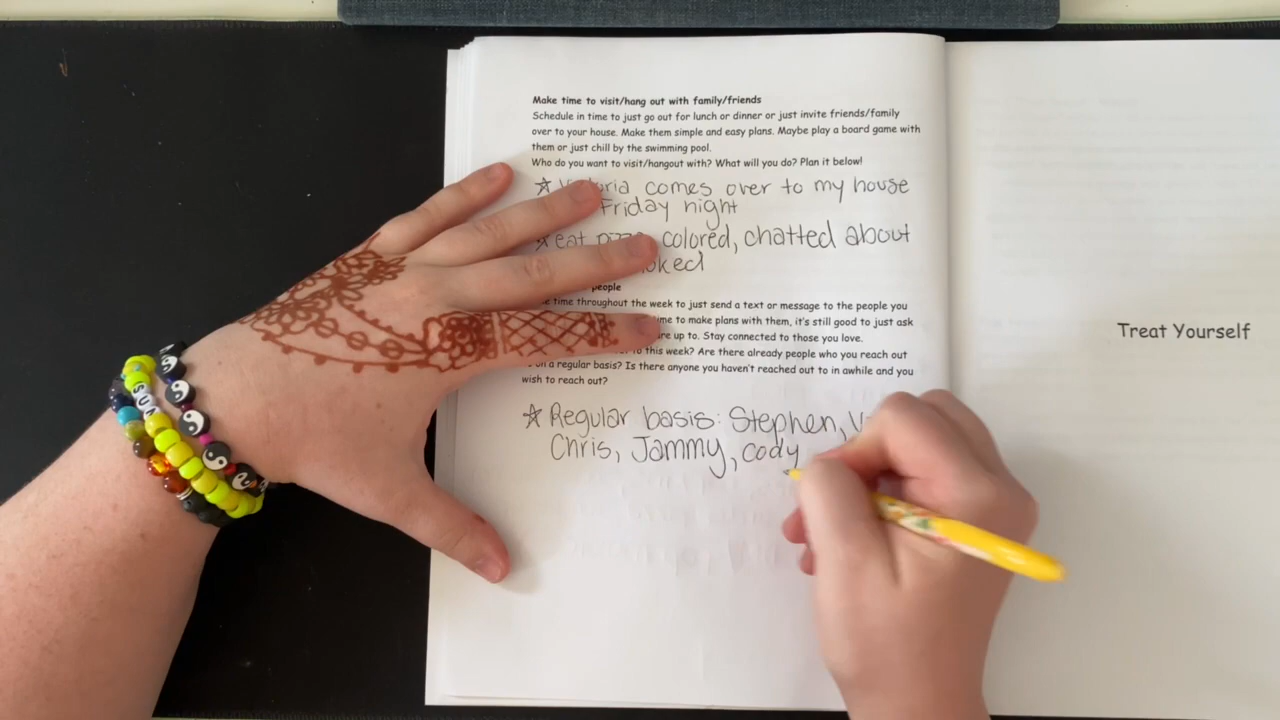 Make time to visit/hang out with family/friends
Schedule in time to just go out for lunch or dinner or just invite friends/family
over to your house. Make them simple and easy plans. Maybe play a board game with
them or just chill by the swimming pool.
Who do you want to visit/hangout with? What will you do? Plan it below!
comes over to my house
Friday night
eat colored, chatted about
people
time throughout the week to just send a text or message to the people you
to make plans with them, it's still good to just ask
up to. Stay connected to those you love.
this week? Are there already people who you reach out
on a regular basis? Is there anyone you haven't reached out to in awhile and you
wish to reach out?
Regular basis: Stephen,
Chris, Jammy, cody
Treat Yourself
SUN